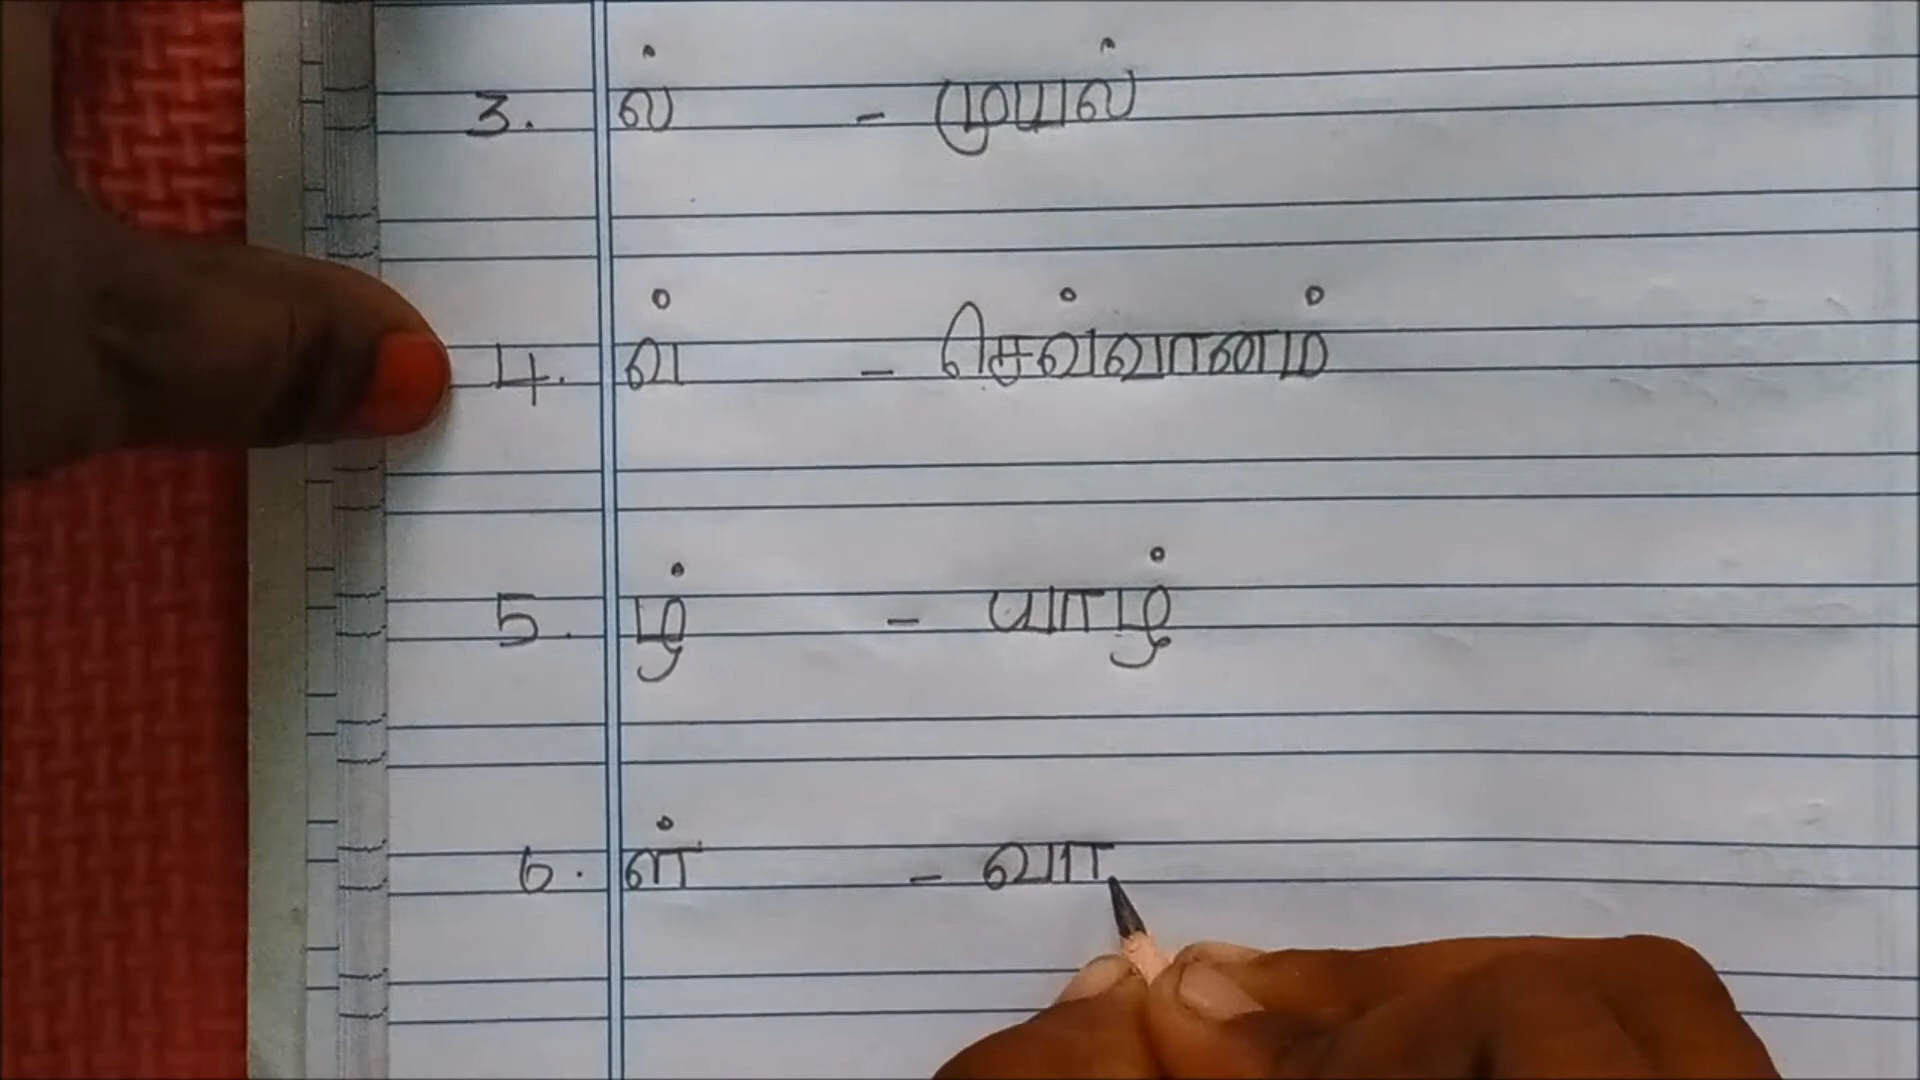 3. ல் - முயல்
4. வ் - செவ்வானம்
5. ழ் - யாழ்
6. ள் - வா